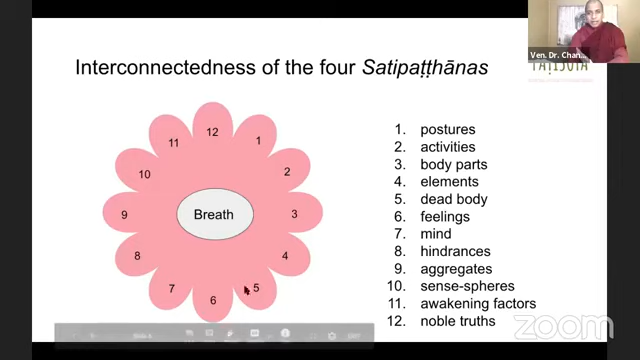 Ven. Dr. Chan...
Interconnectedness of the four Satipaṭṭhānas
12
11
1
10
2
9
Breath
3
8
4
7
5
6
1. postures
2. activities
3. body parts
4. elements
5. dead body
6. feelings
7. mind
8. hindrances
9. aggregates
10. sense-spheres
11. awakening factors
12. noble truths
zoom